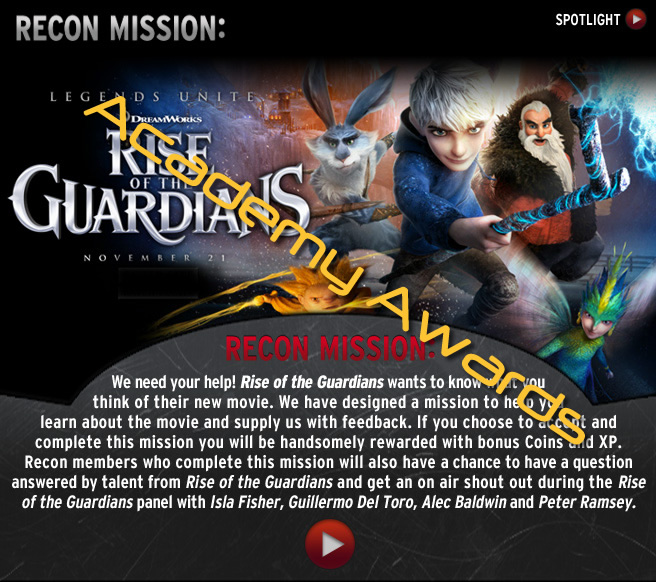 RECON MISSION:
SPOTLIGHT
LEGENDS UNITE
DREAMWORKS
RISE
OF THE
GUARDIANS
NOVEMBER 21
Academy Awards
RECON MISSION:
We need your help! Rise of the Guardians wants to know what you
think of their new movie. We have designed a mission to help you
learn about the movie and supply us with feedback. If you choose to accept and
complete this mission you will be handsomely rewarded with bonus Coins and XP.
Recon members who complete this mission will also have a chance to have a question
answered by talent from Rise of the Guardians and get an on air shout out during the Rise
of the Guardians panel with Isla Fisher, Guillermo Del Toro, Alec Baldwin and Peter Ramsey.